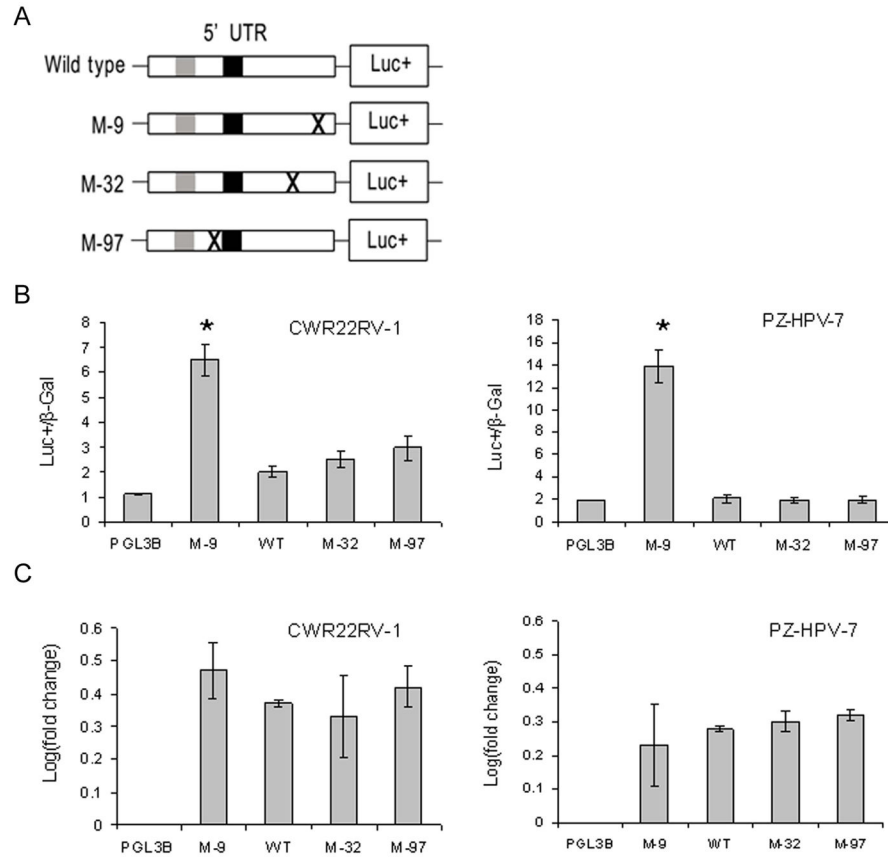 A
5' UTR
Wild type
Luc+
M-9
X
Luc+
M-32
X
Luc+
M-97
X
Luc+
B
CWR22RV-1
*
Luc+/β-Gal
8
7
6
5
4
3
2
1
0
PGL3B M-9 WT M-32 M-97
PZ-HPV-7
*
Luc+/β-Gal
18
16
14
12
10
8
6
4
2
0
PGL3B M-9 WT M-32 M-97
C
CWR22RV-1
Log(fold change)
0.6
0.5
0.4
0.3
0.2
0.1
0
PGL3B M-9 WT M-32 M-97
PZ-HPV-7
Log(fold change)
0.6
0.5
0.4
0.3
0.2
0.1
0
PGL3B M-9 WT M-32 M-97